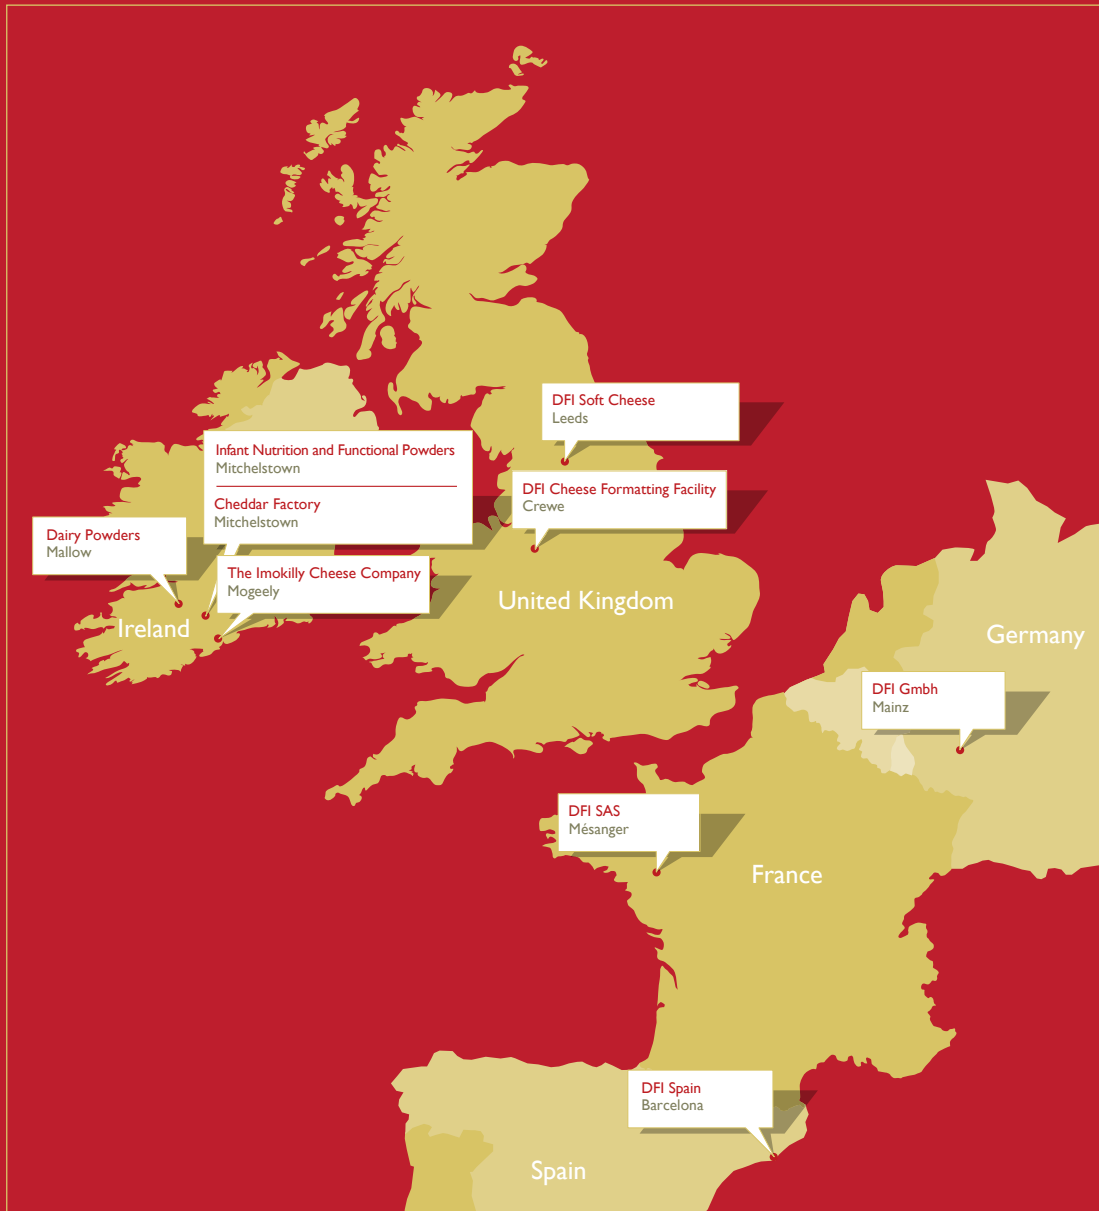 DFI Soft Cheese
Leeds
Infant Nutrition and Functional Powders
Mitchelstown
Cheddar Factory
Mitchelstown
DFI Cheese Formatting Facility
Crewe
Dairy Powders
Mallow
The Imokilly Cheese Company
Mogeely
United Kingdom
Ireland
Germany
DFI Gmbh
Mainz
DFI SAS
Mésanger
France
DFI Spain
Barcelona
Spain